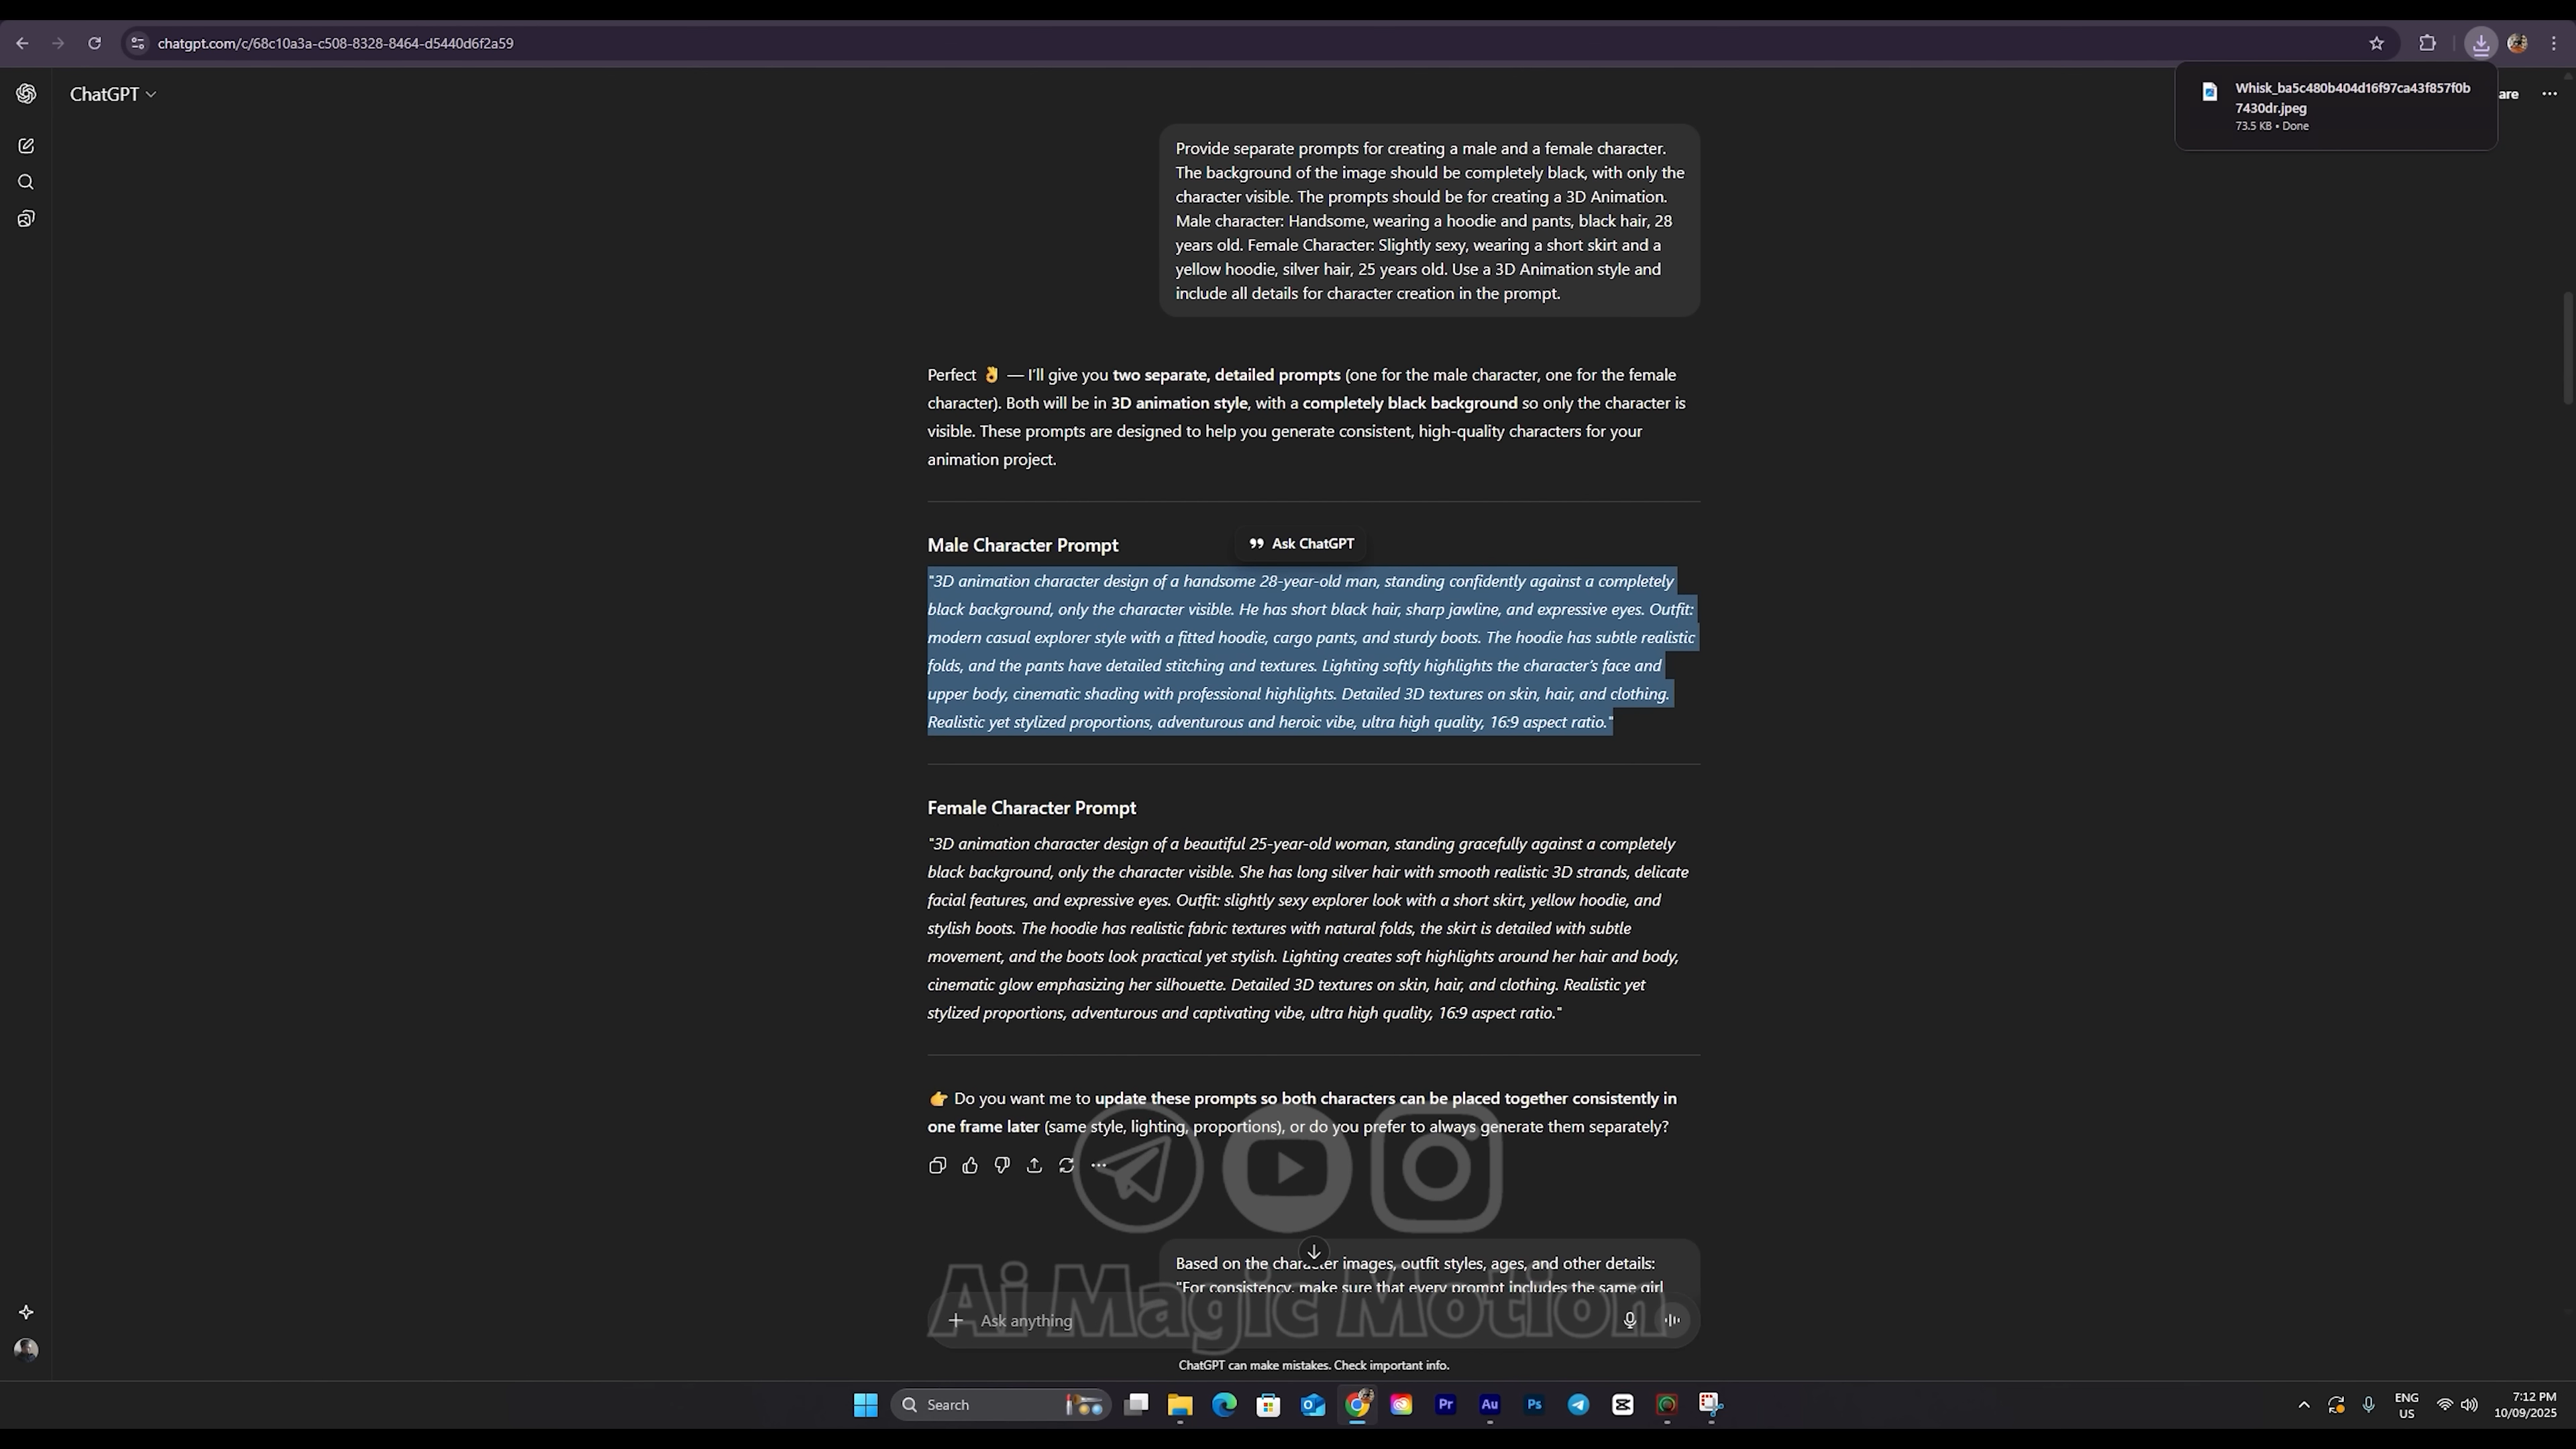 chatgpt.com/c/68c10a3a-c508-8328-8464-d5440d6f2a59
ChatGPT
Whisk_ba5c480b404d16f97ca43f857f0b
7430dr.jpeg
73.5 KB • Done
are
Provide separate prompts for creating a male and a female character.
The background of the image should be completely black, with only the
character visible. The prompts should be for creating a 3D Animation.
Male character: Handsome, wearing a hoodie and pants, black hair, 28
years old. Female Character: Slightly sexy, wearing a short skirt and a
yellow hoodie, silver hair, 25 years old. Use a 3D Animation style and
include all details for character creation in the prompt.
Perfect 👌 — I'll give you two separate, detailed prompts (one for the male character, one for the female
character). Both will be in 3D animation style, with a completely black background so only the character is
visible. These prompts are designed to help you generate consistent, high-quality characters for your
animation project.
Male Character Prompt
Ask ChatGPT
"3D animation character design of a handsome 28-year-old man, standing confidently against a completely
black background, only the character visible. He has short black hair, sharp jawline, and expressive eyes. Outfit:
modern casual explorer style with a fitted hoodie, cargo pants, and sturdy boots. The hoodie has subtle realistic
folds, and the pants have detailed stitching and textures. Lighting softly highlights the character's face and
upper body, cinematic shading with professional highlights. Detailed 3D textures on skin, hair, and clothing.
Realistic yet stylized proportions, adventurous and heroic vibe, ultra high quality, 16:9 aspect ratio."
Female Character Prompt
"3D animation character design of a beautiful 25-year-old woman, standing gracefully against a completely
black background, only the character visible. She has long silver hair with smooth realistic 3D strands, delicate
facial features, and expressive eyes. Outfit: slightly sexy explorer look with a short skirt, yellow hoodie, and
stylish boots. The hoodie has realistic fabric textures with natural folds, the skirt is detailed with subtle
movement, and the boots look practical yet stylish. Lighting creates soft highlights around her hair and body,
cinematic glow emphasizing her silhouette. Detailed 3D textures on skin, hair, and clothing. Realistic yet
stylized proportions, adventurous and captivating vibe, ultra high quality, 16:9 aspect ratio."
👉 Do you want me to update these prompts so both characters can be placed together consistently in
one frame later (same style, lighting, proportions), or do you prefer to always generate them separately?
Based on the character images, outfit styles, ages, and other details:
"For consistency, make sure that every prompt includes the same girl
Ai Magic Motion
Ask anything
ChatGPT can make mistakes. Check important info.
Search
Pr
Au
Ps
ENG
US
7:12 PM
10/09/2025